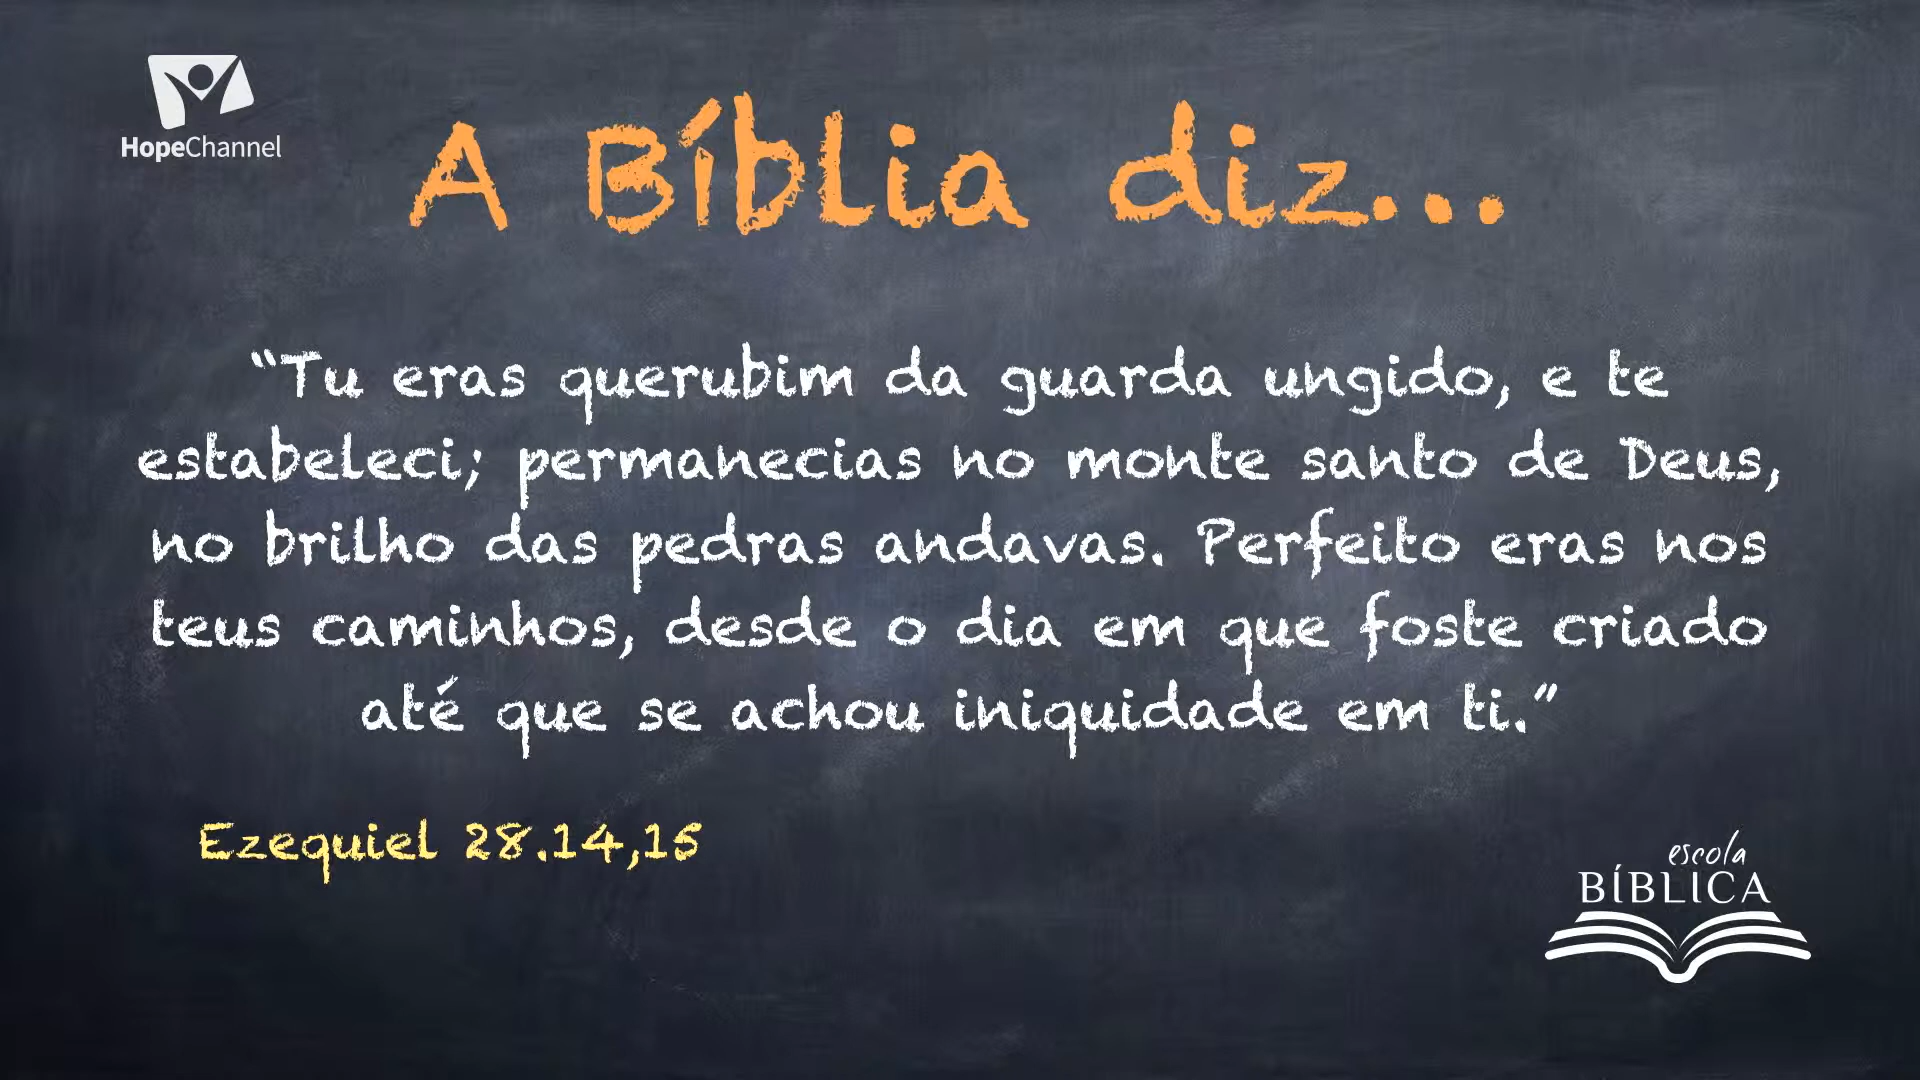 HopeChannel
A Bíblia diz...
“Tu eras querubim da guarda ungido, e te
estabeleci; permanecias no monte santo de Deus,
no brilho das pedras andavas. Perfeito eras nos
teus caminhos, desde o dia em que foste criado
até que se achou iniquidade em ti.”
Ezequiel 28.14,15
escola
BÍBLICA